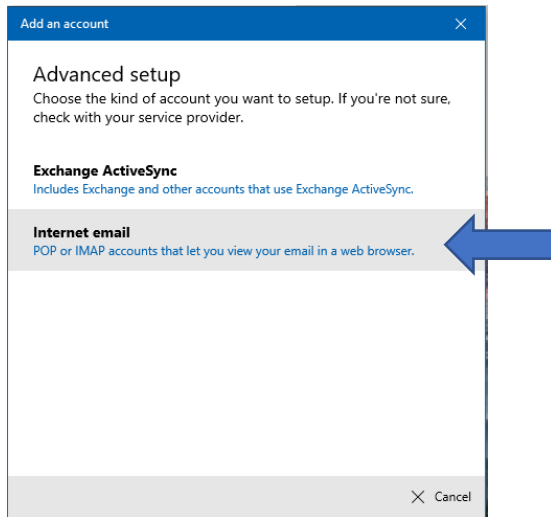 Add an account
Advanced setup
Choose the kind of account you want to setup. If you're not sure,
check with your service provider.
Exchange ActiveSync
Includes Exchange and other accounts that use Exchange ActiveSync.
Internet email
POP or IMAP accounts that let you view your email in a web browser.
Cancel